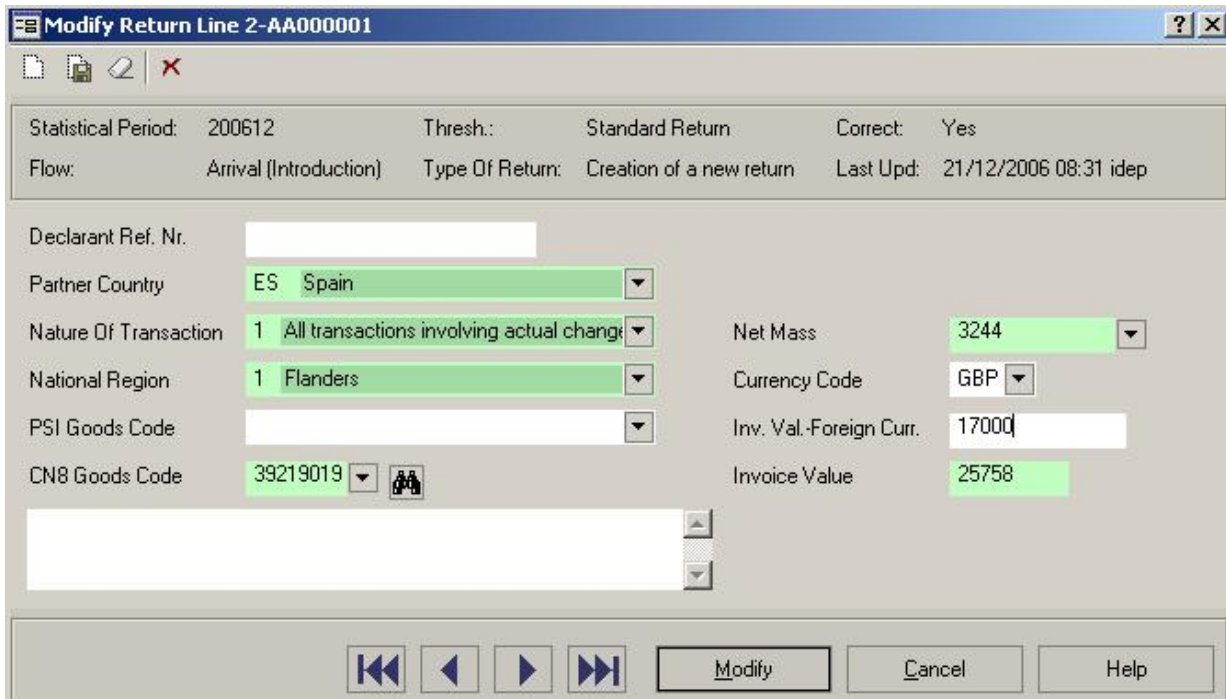 Modify Return Line 2-AA000001
Statistical Period: 200612 Thresh.: Standard Return Correct: Yes
Flow: Arrival (Introduction) Type Of Return: Creation of a new return Last Upd: 21/12/2006 08:31 idep
Declarant Ref. Nr.
Partner Country ES Spain
Nature Of Transaction 1 All transactions involving actual change Net Mass 3244
National Region 1 Flanders Currency Code GBP
PSI Goods Code Inv. Val.-Foreign Curr. 17000
CN8 Goods Code 39219019 Invoice Value 25758
Modify Cancel Help